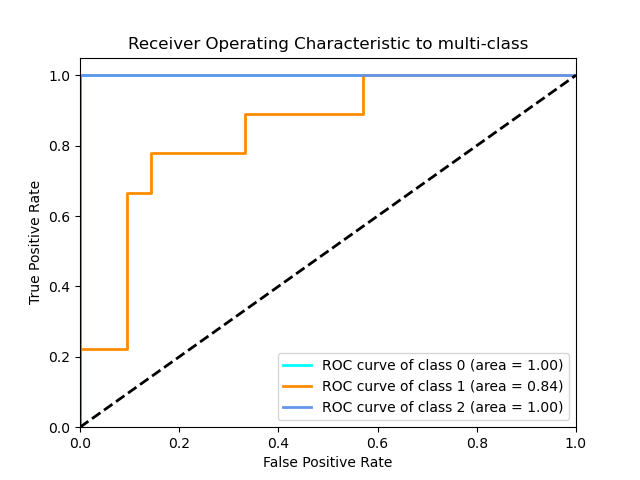 Receiver Operating Characteristic to multi-class
1.0
0.8
0.6
0.4
0.2
0.0
True Positive Rate
ROC curve of class 0 (area = 1.00)
ROC curve of class 1 (area = 0.84)
ROC curve of class 2 (area = 1.00)
0.0 0.2 0.4 0.6 0.8 1.0
False Positive Rate